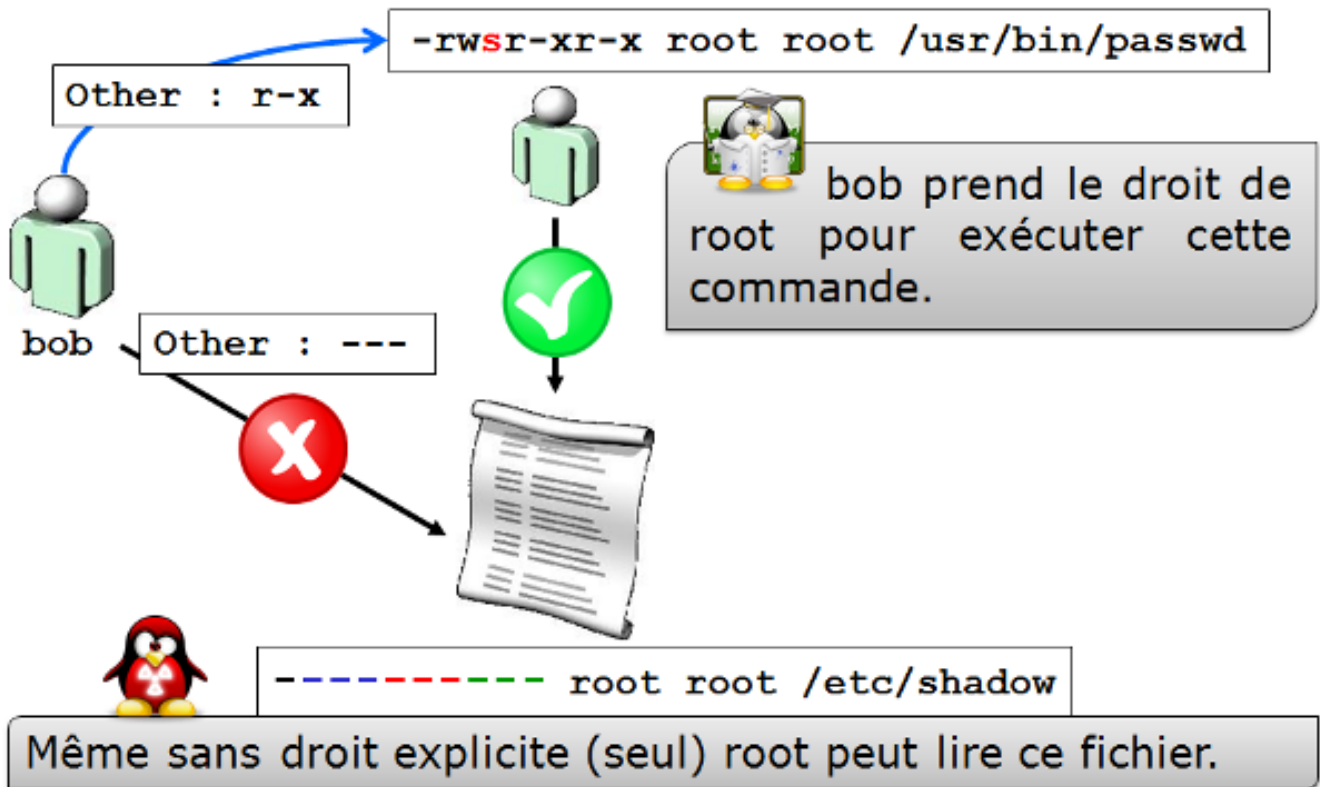 -rwsr-xr-x root root /usr/bin/passwd
Other : r-x
bob prend le droit de
root pour exécuter cette
commande.
bob
Other : ---
---------- root root /etc/shadow
Même sans droit explicite (seul) root peut lire ce fichier.